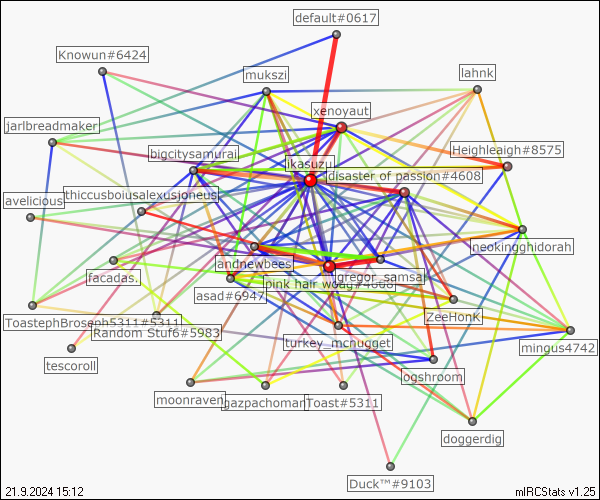 default#0617
Knowun#6424
mukszi
lahnk
xenoyaut
jarlbreadmaker
bigcitysamurai
Heighleaigh#8575
ikasuzu
disaster of passion#4608
thiccusboiusalexusjoneus
avelicious
neokingghidorah
andnewbees
facadas.
gregor_samsa
pink hair woag#4068
asad#6947
ZeeHonk
ToastephBroseph5311#5311
Random Stuf6#5983
turkey_mcnugget
mingus4742
tescoroll
ogshroom
moonraven
gazpachoman
Toast#5311
doggerdig
Duck™#9103
21.9.2024 15:12
mIRCStats v1.25